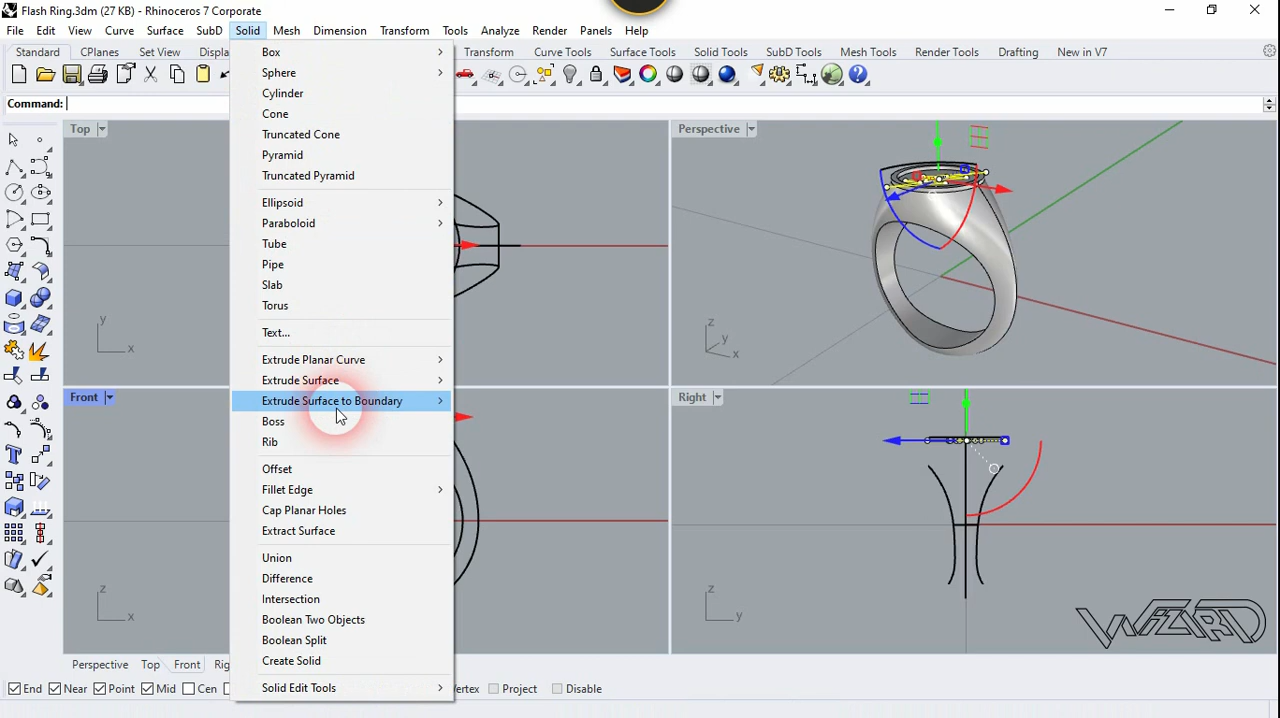 Flash Ring.3dm (27 KB) - Rhinoceros 7 Corporate
File Edit View Curve Surface SubD Solid Mesh Dimension Transform Tools Analyze Render Panels Help
Standard CPlanes Set View Displa Transform Curve Tools Surface Tools Solid Tools SubD Tools Mesh Tools Render Tools Drafting New in V7
Command:
Top
Perspective
Front
Right
Box
Sphere
Cylinder
Cone
Truncated Cone
Pyramid
Truncated Pyramid
Ellipsoid
Paraboloid
Tube
Pipe
Slab
Torus
Text...
Extrude Planar Curve
Extrude Surface
Extrude Surface to Boundary
Boss
Rib
Offset
Fillet Edge
Cap Planar Holes
Extract Surface
Union
Difference
Intersection
Boolean Two Objects
Boolean Split
Create Solid
Solid Edit Tools
y
x
z
y
x
z
x
z
y
WIZARD
Perspective Top Front Rig
End Near Point Mid Cen ertex Project Disable